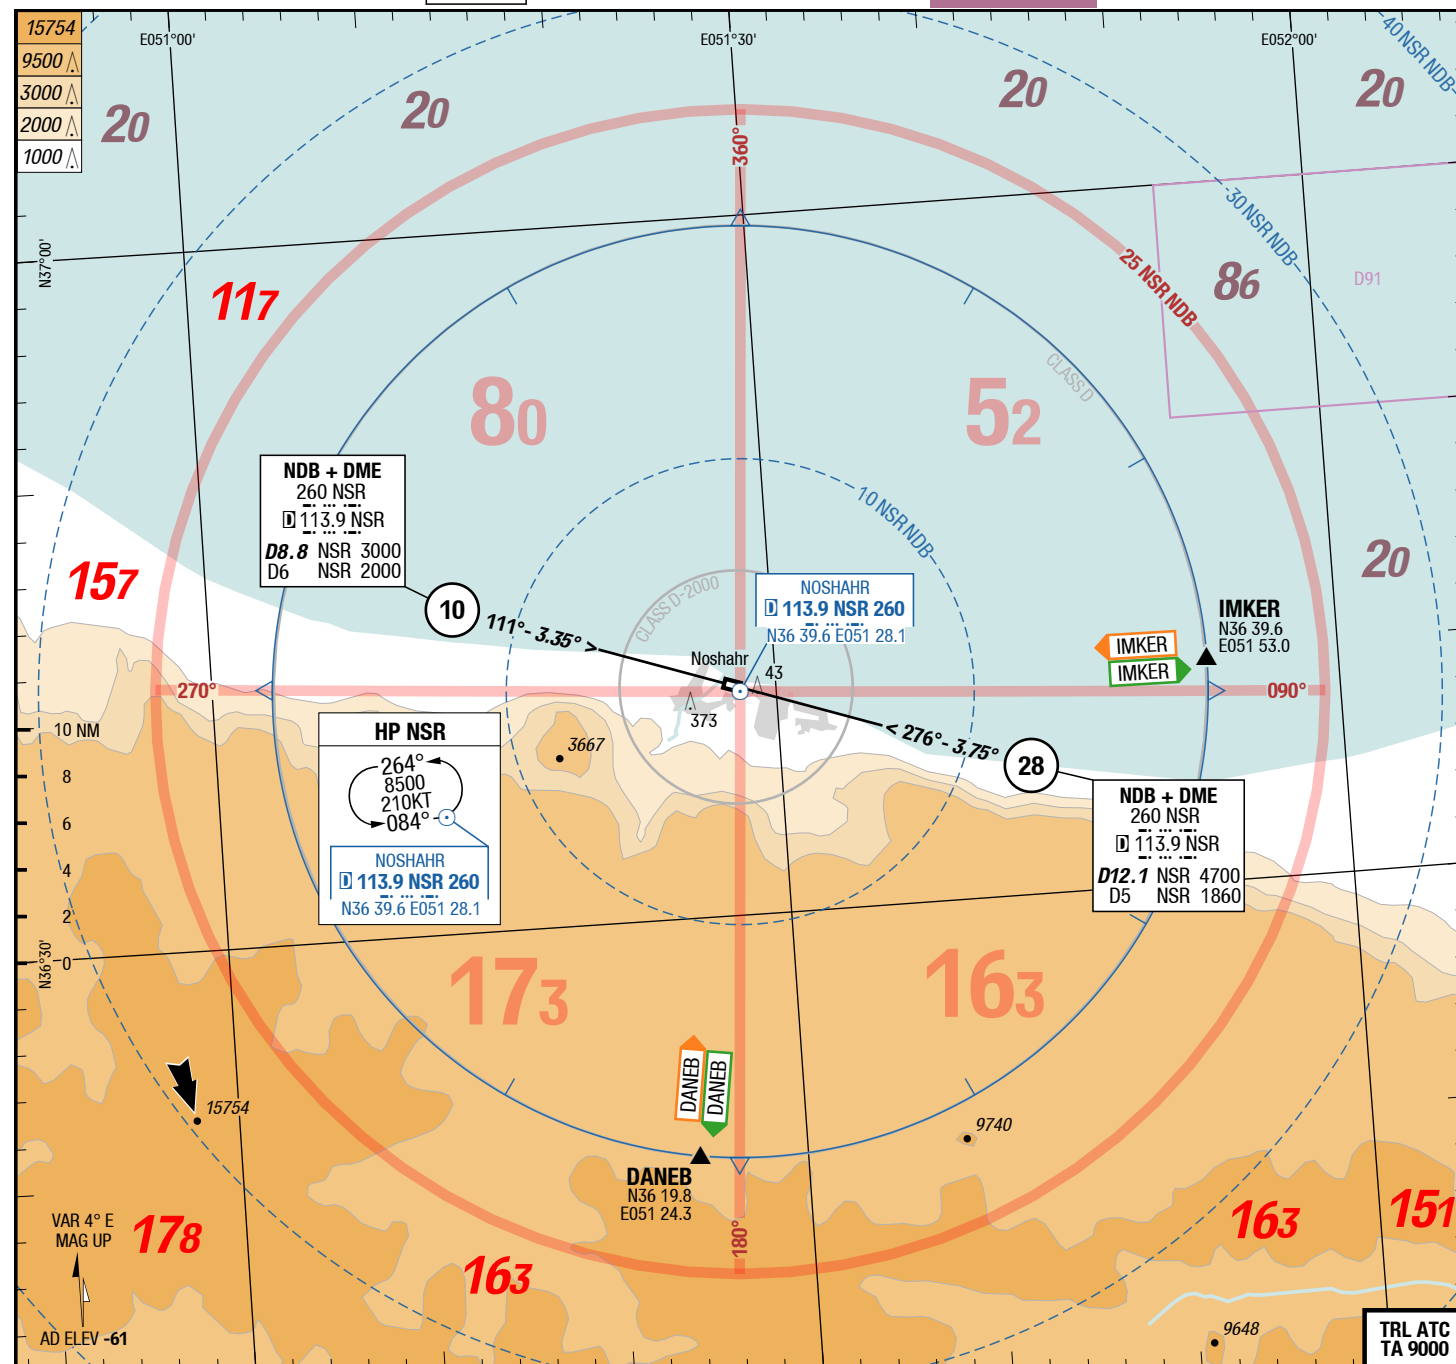 15754
9500
3000
2000
1000
E051°00'
E051°30'
E052°00'
40 NSR NDB
20
20
20
20
360°
30 NSR NDB
N37°00'
117
25 NSR NDB
86
D91
CLASS D
80
52
NDB + DME
260 NSR
D 113.9 NSR
D8.8 NSR 3000
D6 NSR 2000
10 NSR NDB
157
20
10
111° - 3.35° >
CLASS D-2000
NOSHAHR
D 113.9 NSR 260
N36 39.6 E051 28.1
IMKER
N36 39.6
E051 53.0
IMKER
IMKER
Noshahr
43
373
270°
090°
10 NM
8
6
4
2
0
N36°30'
HP NSR
264°
8500
210KT
084°
NOSHAHR
D 113.9 NSR 260
N36 39.6 E051 28.1
3667
< 276° - 3.75°
28
NDB + DME
260 NSR
D 113.9 NSR
D12.1 NSR 4700
D5 NSR 1860
173
163
DANEB
DANEB
15754
9740
DANEB
N36 19.8
E051 24.3
180°
VAR 4° E
MAG UP
178
163
163
151
AD ELEV -61
9648
TRL ATC
TA 9000